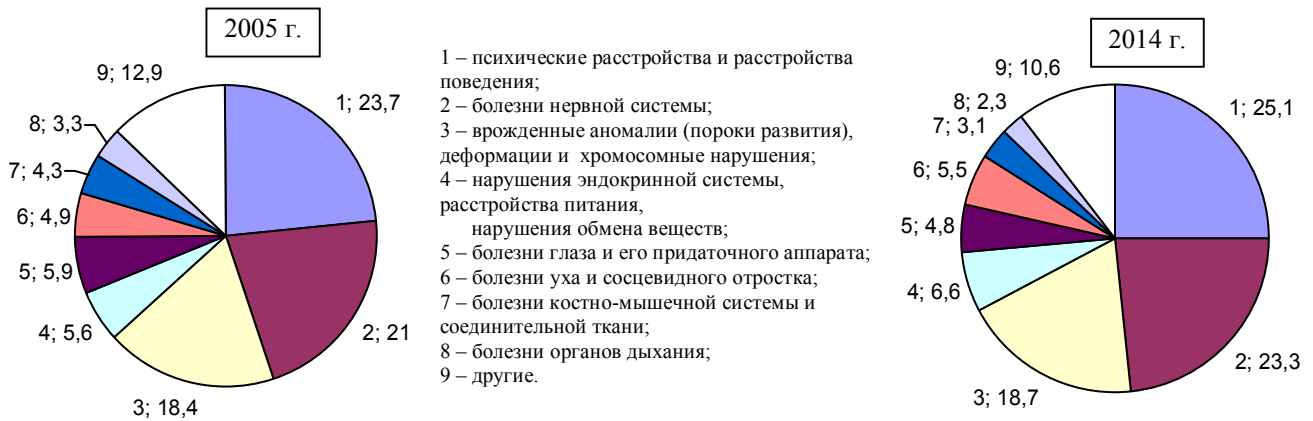 2005 г.
9; 12,9
1; 23,7
8; 3,3
7; 4,3
6; 4,9
5; 5,9
4; 5,6
3; 18,4
2; 21
1 – психические расстройства и расстройства
поведения;
2 – болезни нервной системы;
3 – врожденные аномалии (пороки развития),
деформации и хромосомные нарушения;
4 – нарушения эндокринной системы,
расстройства питания,
нарушения обмена веществ;
5 – болезни глаза и его придаточного аппарата;
6 – болезни уха и сосцевидного отростка;
7 – болезни костно-мышечной системы и
соединительной ткани;
8 – болезни органов дыхания;
9 – другие.
2014 г.
9; 10,6
1; 25,1
8; 2,3
7; 3,1
6; 5,5
5; 4,8
4; 6,6
3; 18,7
2; 23,3